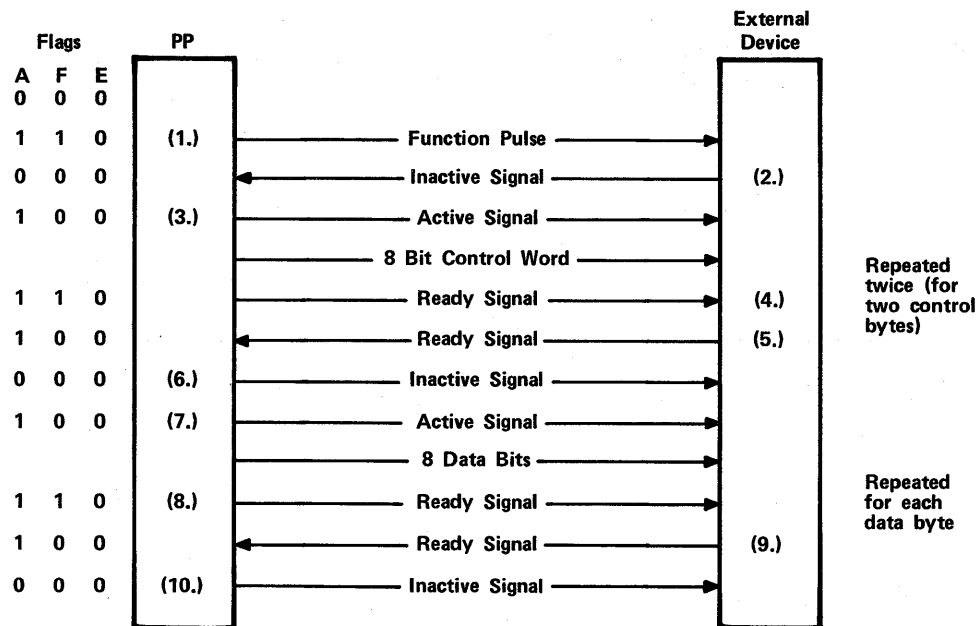 External
Device
Flags PP
A F E
0 0 0
1 1 0 (1.) Function Pulse
0 0 0 Inactive Signal (2.)
1 0 0 (3.) Active Signal
8 Bit Control Word
1 1 0 Ready Signal (4.)
1 0 0 Ready Signal (5.)
Repeated
twice (for
two control
bytes)
0 0 0 (6.) Inactive Signal
1 0 0 (7.) Active Signal
8 Data Bits
1 1 0 (8.) Ready Signal
1 0 0 Ready Signal (9.)
Repeated
for each
data byte
0 0 0 (10.) Inactive Signal